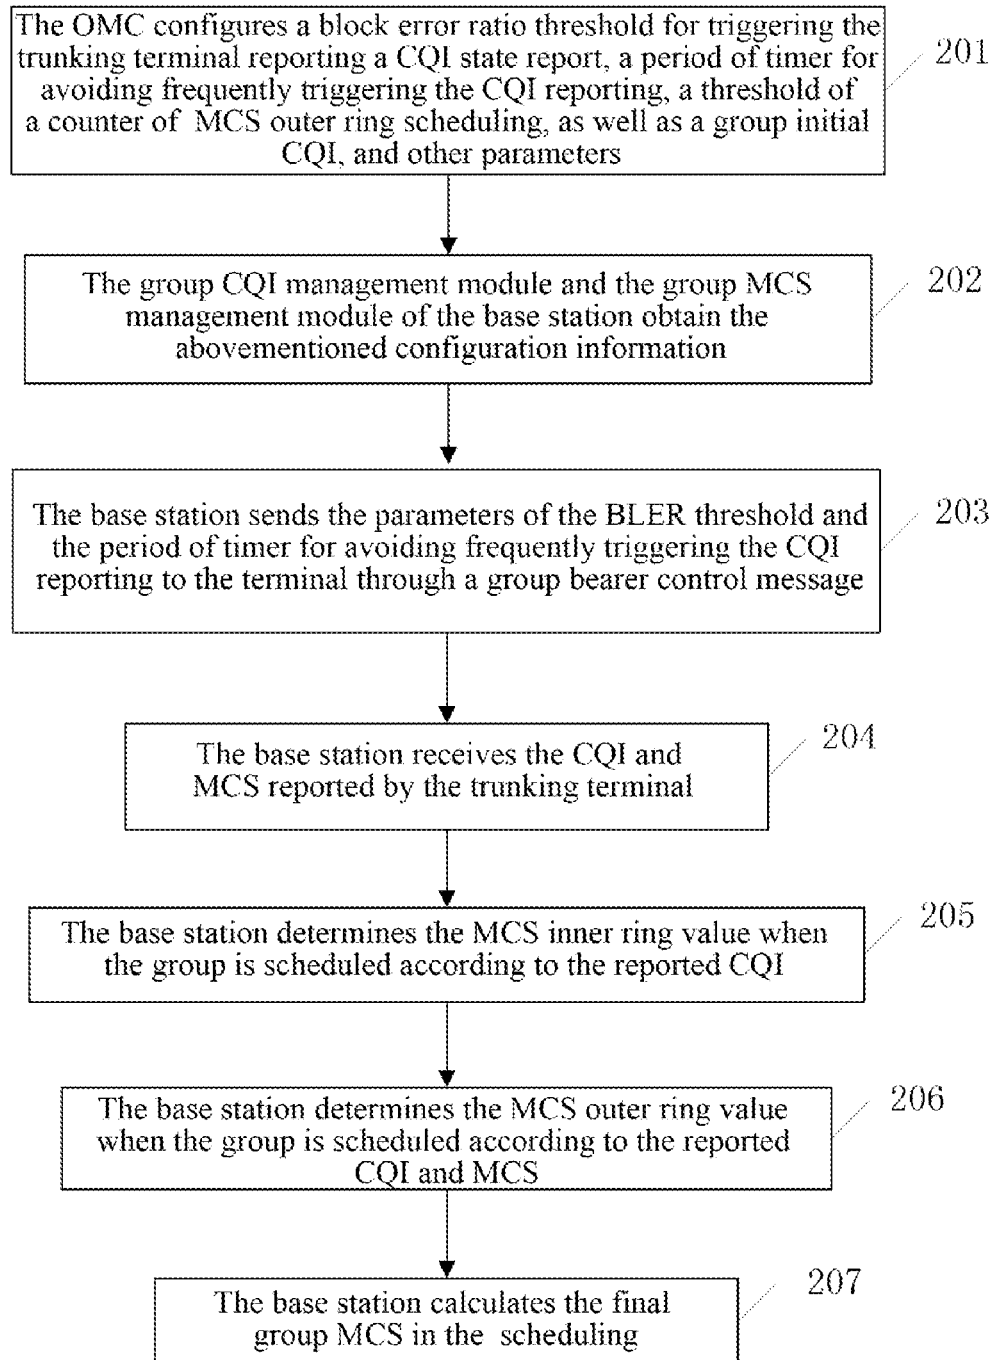 The OMC configures a block error ratio threshold for triggering the
trunking terminal reporting a CQI state report, a period of timer for
avoiding frequently triggering the CQI reporting, a threshold of
a counter of MCS outer ring scheduling, as well as a group initial
CQI, and other parameters
201
The group CQI management module and the group MCS
management module of the base station obtain the
abovementioned configuration information
202
The base station sends the parameters of the BLER threshold and
the period of timer for avoiding frequently triggering the CQI
reporting to the terminal through a group bearer control message
203
The base station receives the CQI and
MCS reported by the trunking terminal
204
The base station determines the MCS inner ring value when
the group is scheduled according to the reported CQI
205
The base station determines the MCS outer ring value
when the group is scheduled according to the reported
CQI and MCS
206
The base station calculates the final
group MCS in the scheduling
207